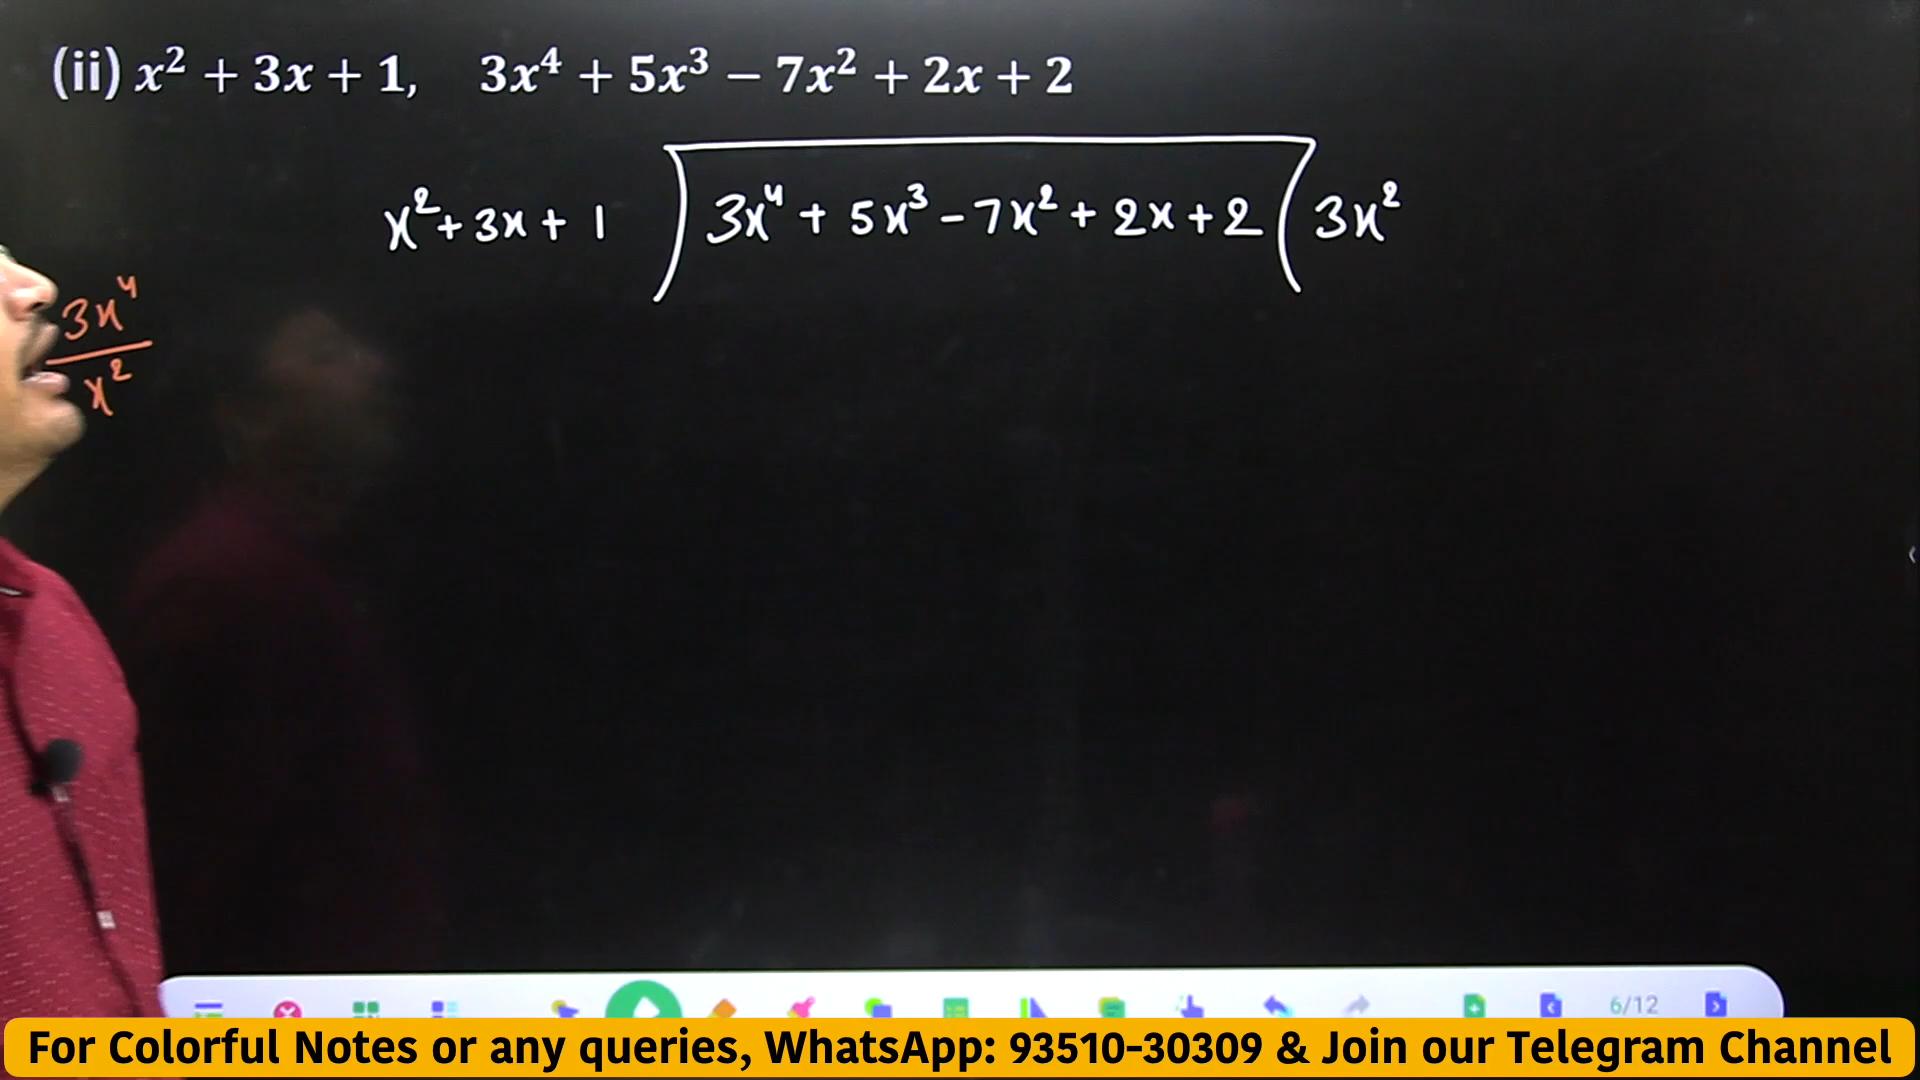 (ii) x² + 3x + 1,    3x⁴ + 5x³ − 7x² + 2x + 2
x² + 3x + 1 ) 3x⁴ + 5x³ − 7x² + 2x + 2 ( 3x²
3x⁴
x²
6/12
For Colorful Notes or any queries, WhatsApp: 93510-30309 & Join our Telegram Channel